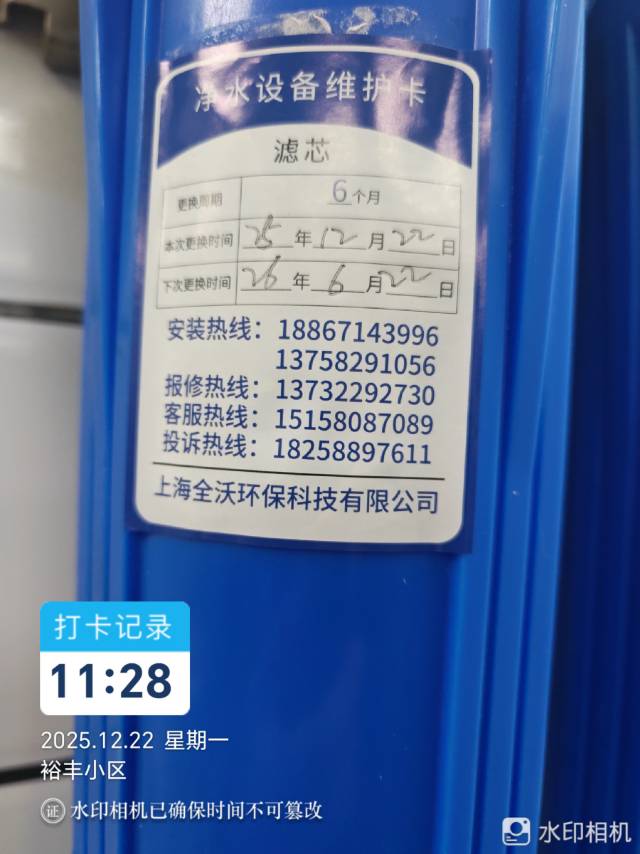 净水设备维护卡
滤芯
更换周期 6个月
本次更换时间 25年12月22日
下次更换时间 26年6月22日
安装热线：18867143996
13758291056
报修热线：13732292730
客服热线：15158087089
投诉热线：18258897611
上海全沃环保科技有限公司
打卡记录
11:28
2025.12.22 星期一
裕丰小区
证 水印相机已确保时间不可篡改
水印相机